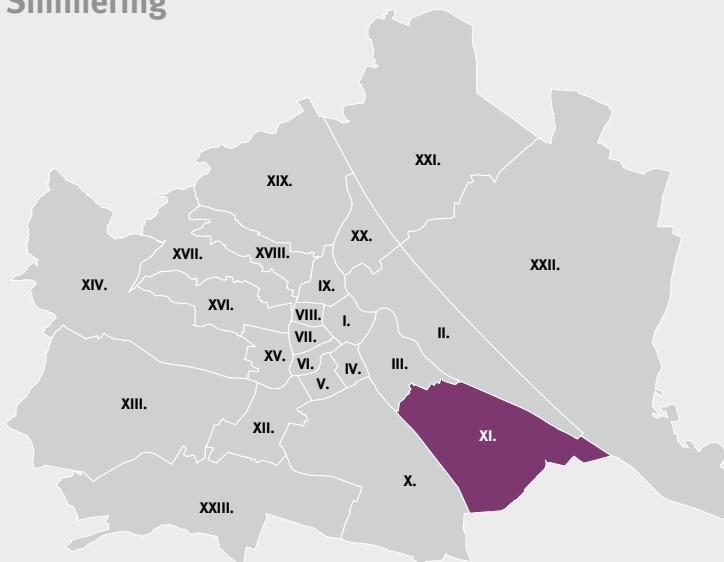 Simmering
XXI.
XIX.
XX.
XVII.
XVIII.
XXII.
XIV.
IX.
XVI.
VIII.
I.
II.
VII.
XV.
VI.
IV.
III.
V.
XIII.
XII.
XI.
X.
XXIII.